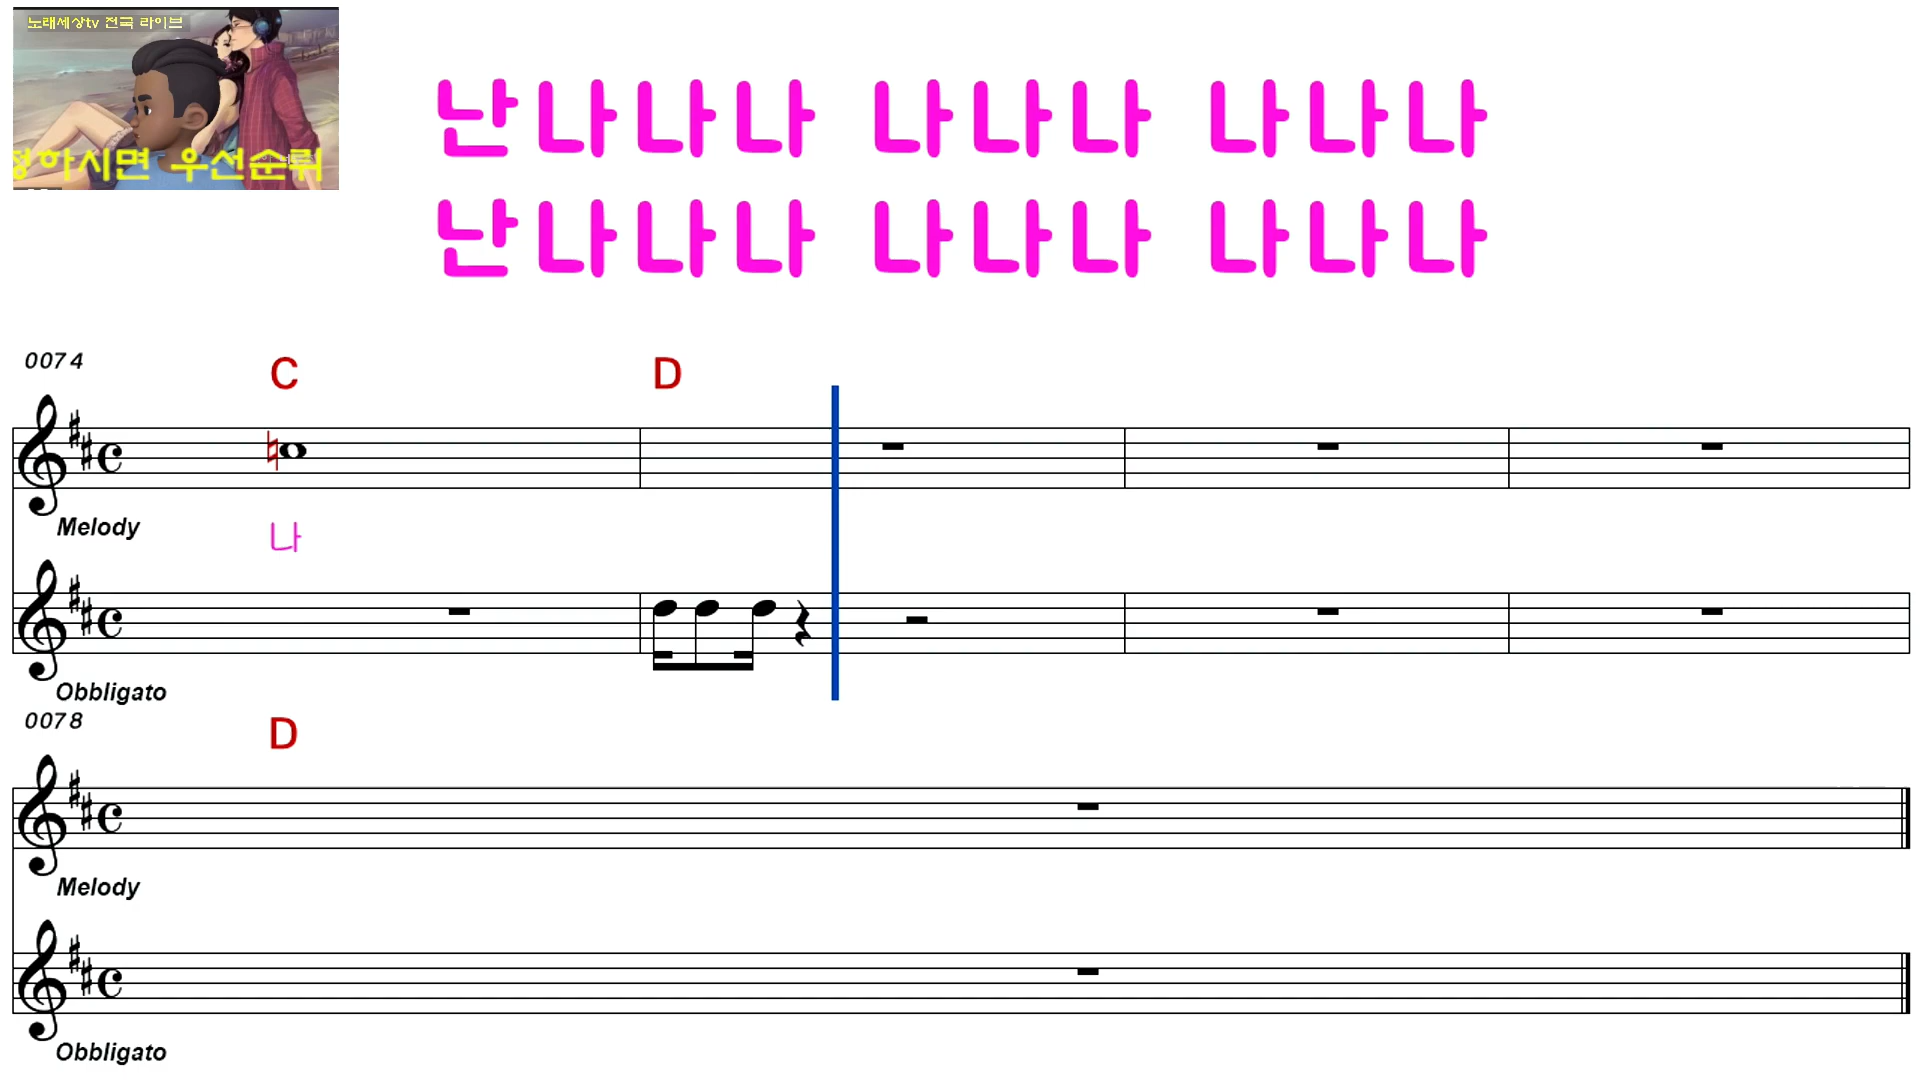 노래세상tv 전국 라이브
정하시면 우선순위
난나나나 나나나 나나나
난나나나 나나나 나나나
0074
C D
Melody
나
Obbligato
0078
D
Melody
Obbligato